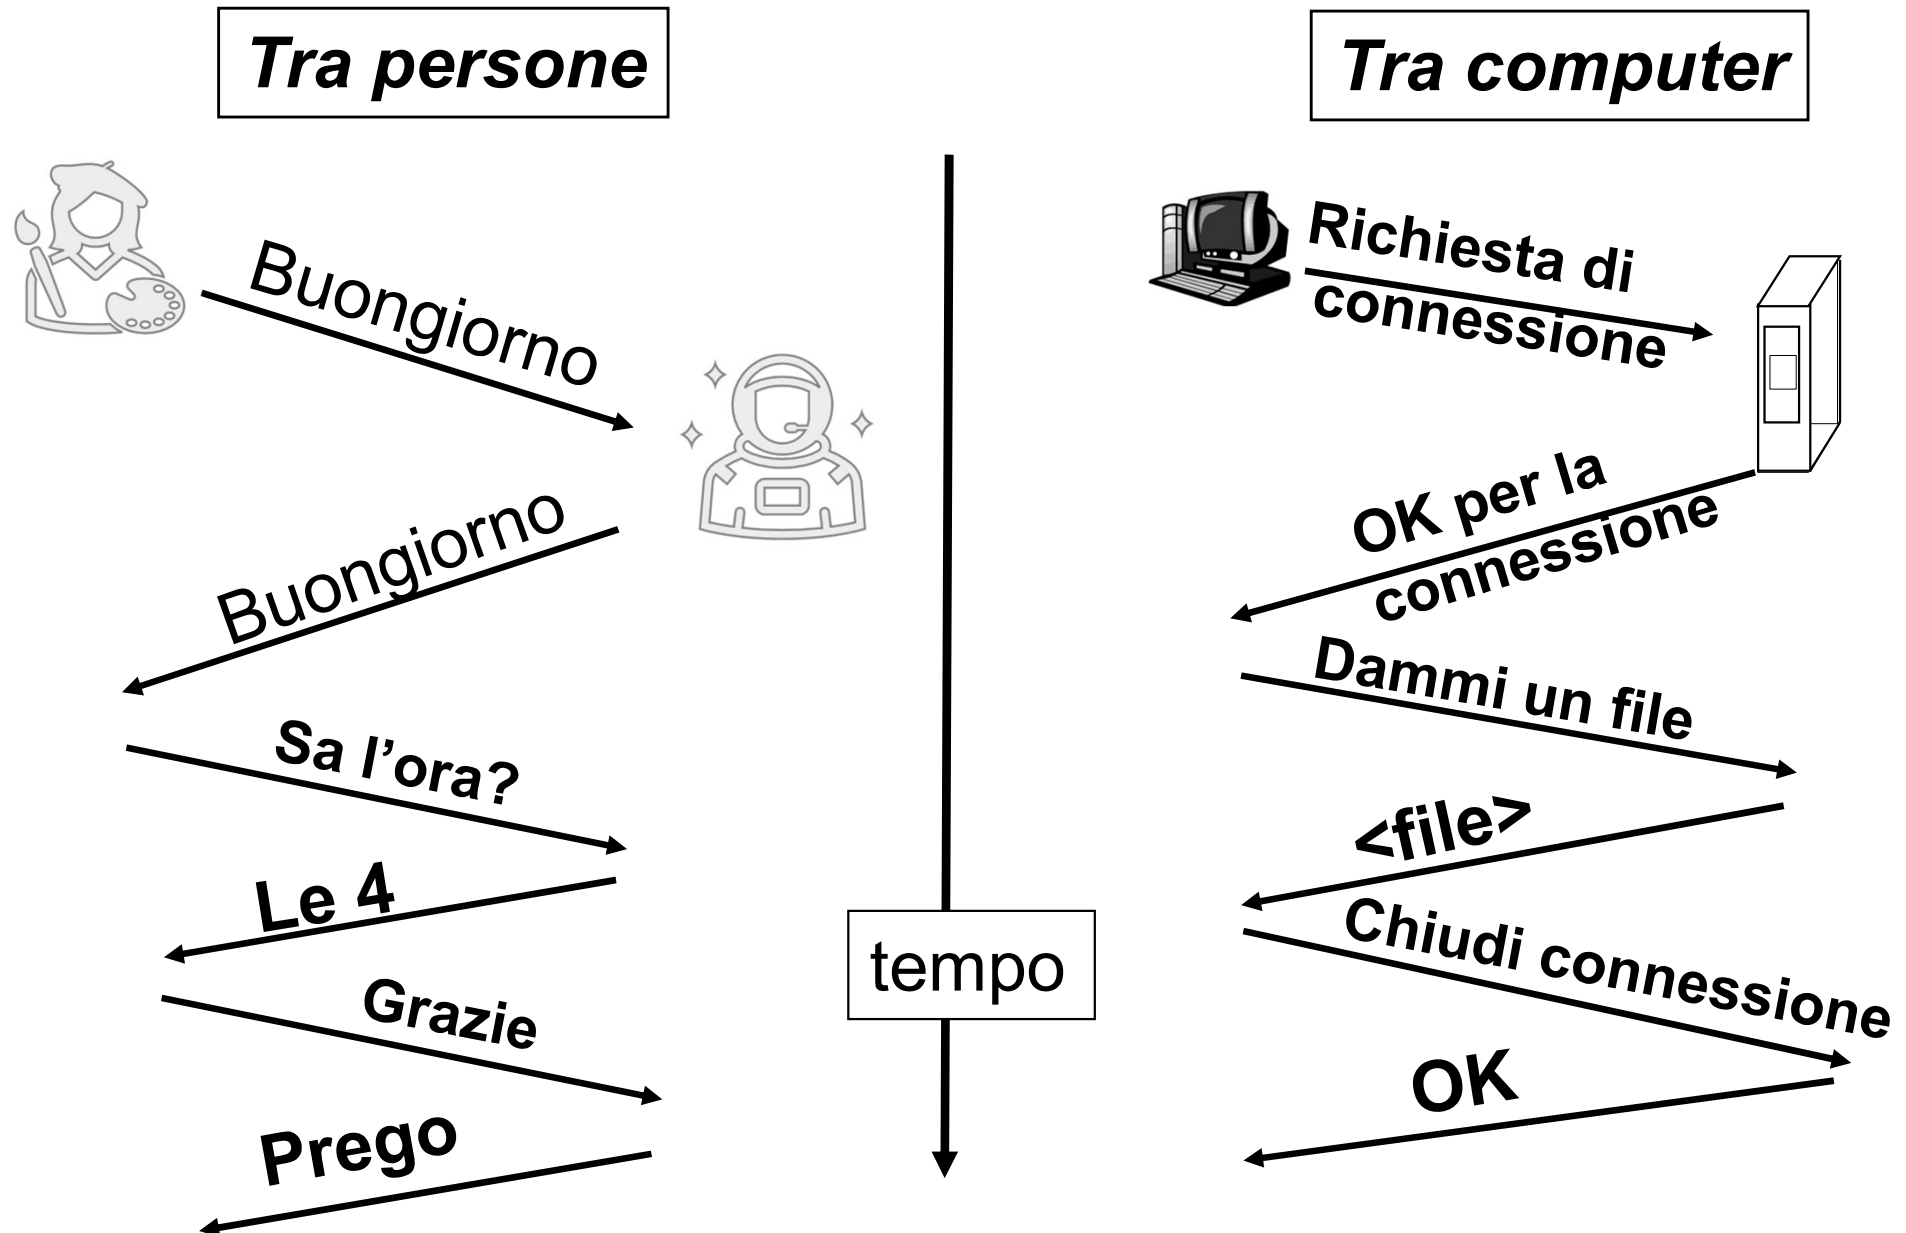 Tra persone
Buongiorno
Buongiorno
Sa l’ora?
Le 4
Grazie
Prego
tempo
Tra computer
Richiesta di
connessione
OK per la
connessione
Dammi un file
<file>
Chiudi connessione
OK